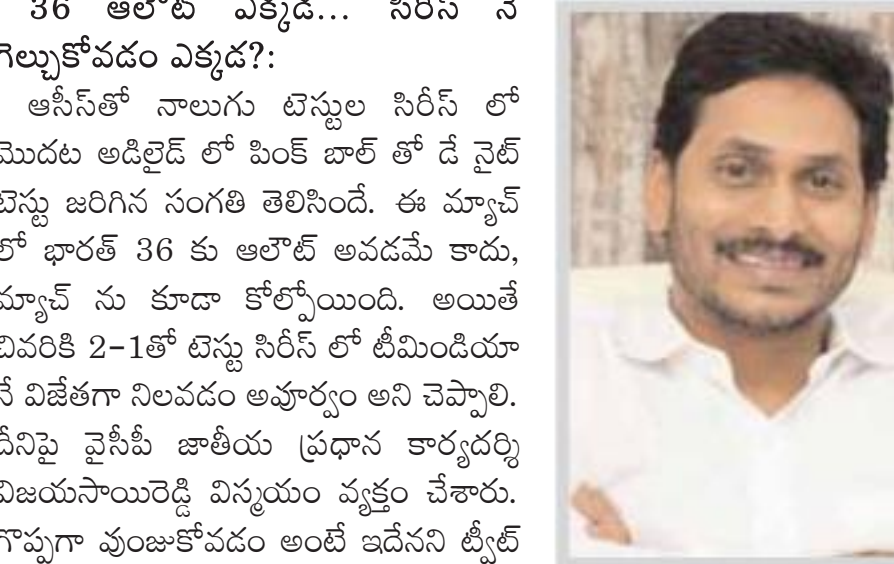 36 ఆలౌట్ ఎక్కడ... సిరీస్ నే
గెల్చుకోవడం ఎక్కడ?:
ఆసీస్‌తో నాలుగు టెస్టుల సిరీస్ లో
మొదట అడిలైడ్ లో పింక్ బాల్ తో డే నైట్
టెస్టు జరిగిన సంగతి తెలిసిందే. ఈ మ్యాచ్
లో భారత్ 36 కు ఆలౌట్ అవడమే కాదు,
మ్యాచ్ ను కూడా కోల్పోయింది. అయితే
చివరికి 2-1తో టెస్టు సిరీస్ లో టీమిండియా
నే విజేతగా నిలవడం అవూర్వం అని చెప్పాలి.
దీనిపై వైసీపీ జాతీయ ప్రధాన కార్యదర్శి
విజయసాయిరెడ్డి విస్మయం వ్యక్తం చేశారు.
గొప్పగా వుంజుకోవడం అంటే ఇదేనని ట్వీట్